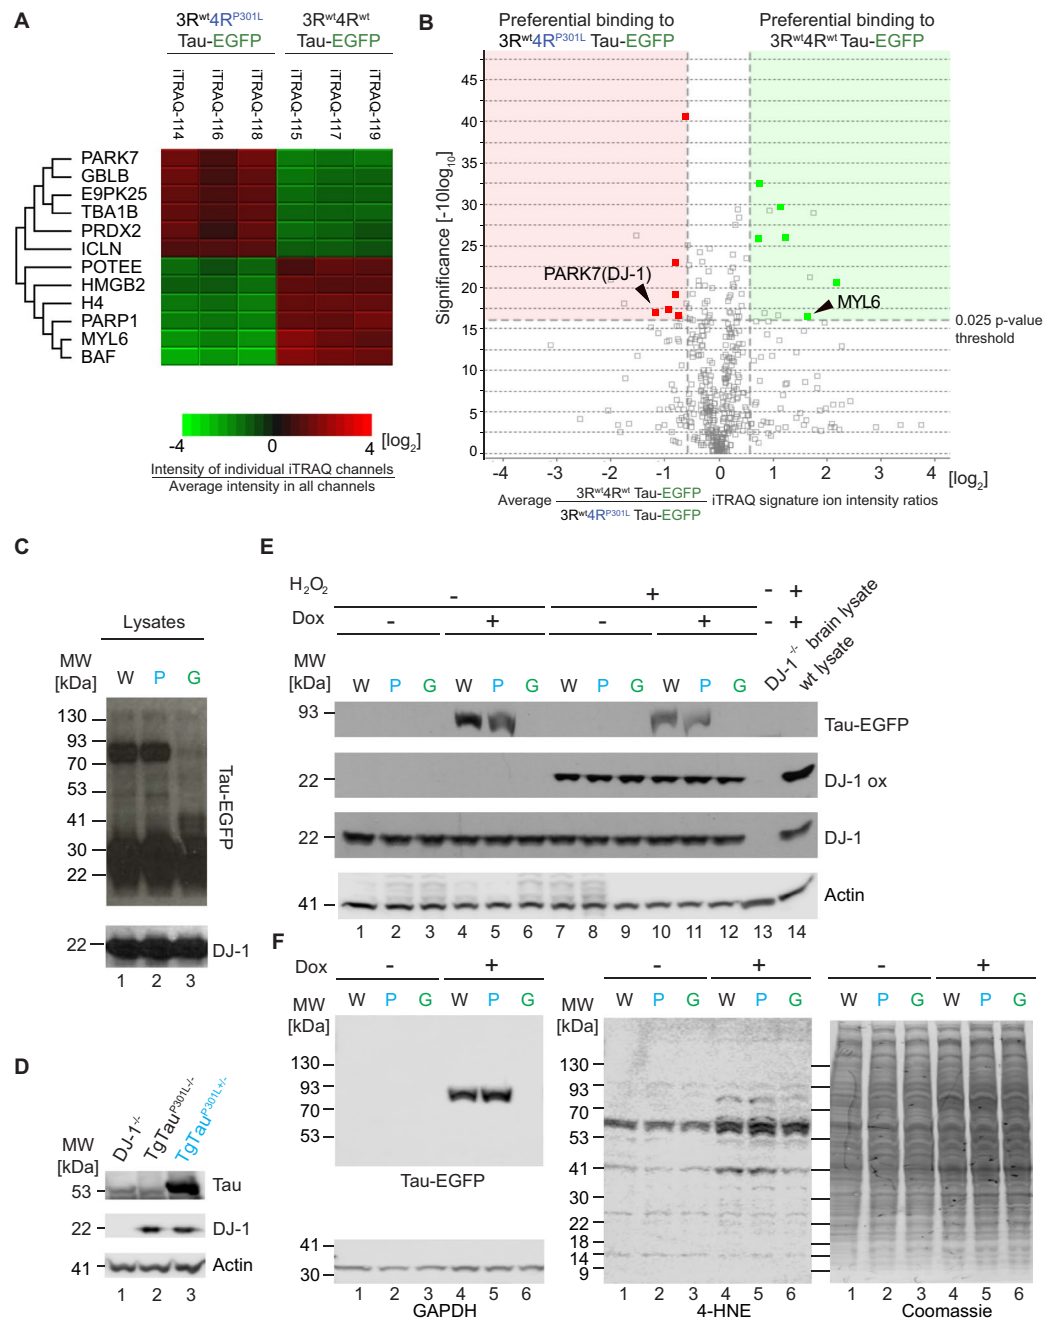 A
3Rwt4RP301L
Tau-EGFP
3Rwt4Rwt
Tau-EGFP
iTRAQ-114
iTRAQ-116
iTRAQ-118
iTRAQ-115
iTRAQ-117
iTRAQ-119
PARK7
GBLB
E9PK25
TBA1B
PRDX2
ICLN
POTEE
HMGB2
H4
PARP1
MYL6
BAF
-4 0 4 [log2]
Intensity of individual iTRAQ channels
Average intensity in all channels
B
Preferential binding to
3Rwt4RP301L Tau-EGFP
Preferential binding to
3Rwt4Rwt Tau-EGFP
Significance [-10log10]
45
40
35
30
25
20
15
10
5
0
PARK7(DJ-1)
MYL6
0.025 p-value
threshold
-4 -3 -2 -1 0 1 2 3 4 [log2]
Average 3Rwt4Rwt Tau-EGFP iTRAQ signature ion intensity ratios
3Rwt4RP301L Tau-EGFP
C
Lysates
MW
[kDa]
W P G
130
93
70
53
41
30
22
Tau-EGFP
22 DJ-1
1 2 3
D
DJ-1-/-
TgTauP301L-/-
TgTauP301L+/-
MW
[kDa]
53 Tau
22 DJ-1
41 Actin
1 2 3
E
H2O2 - + - +
Dox - + - + - +
DJ-1-/- brain lysate
wt lysate
MW
[kDa]
W P G W P G W P G W P G
93 Tau-EGFP
22 DJ-1 ox
22 DJ-1
41 Actin
1 2 3 4 5 6 7 8 9 10 11 12 13 14
F
Dox - + - + - +
MW
[kDa]
W P G W P G
130
93
70
53
Tau-EGFP
41
30
1 2 3 4 5 6
GAPDH
MW
[kDa]
W P G W P G
130
93
70
53
41
30
22
18
14
9
1 2 3 4 5 6
4-HNE
W P G W P G
1 2 3 4 5 6
Coomassie